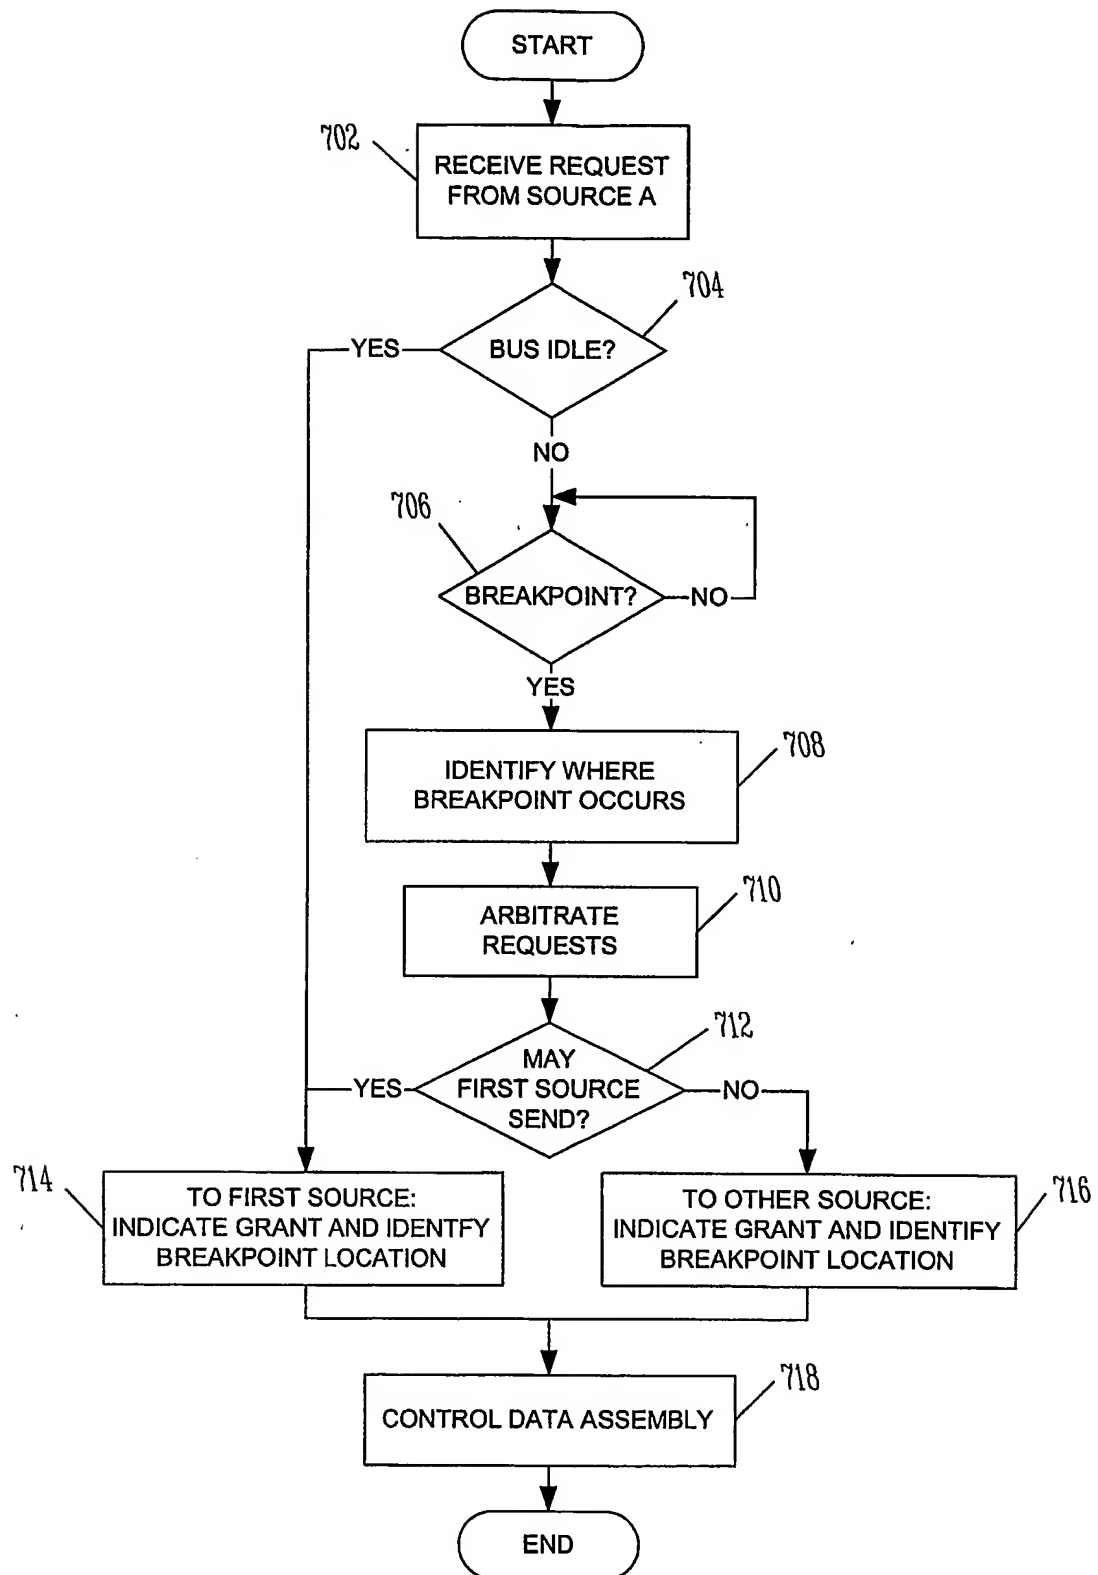 START
702
RECEIVE REQUEST
FROM SOURCE A
704
BUS IDLE?
YES
NO
706
BREAKPOINT?
NO
YES
708
IDENTIFY WHERE
BREAKPOINT OCCURS
710
ARBITRATE
REQUESTS
712
MAY
FIRST SOURCE
SEND?
YES
NO
714
TO FIRST SOURCE:
INDICATE GRANT AND IDENTFY
BREAKPOINT LOCATION
716
TO OTHER SOURCE:
INDICATE GRANT AND IDENTIFY
BREAKPOINT LOCATION
718
CONTROL DATA ASSEMBLY
END